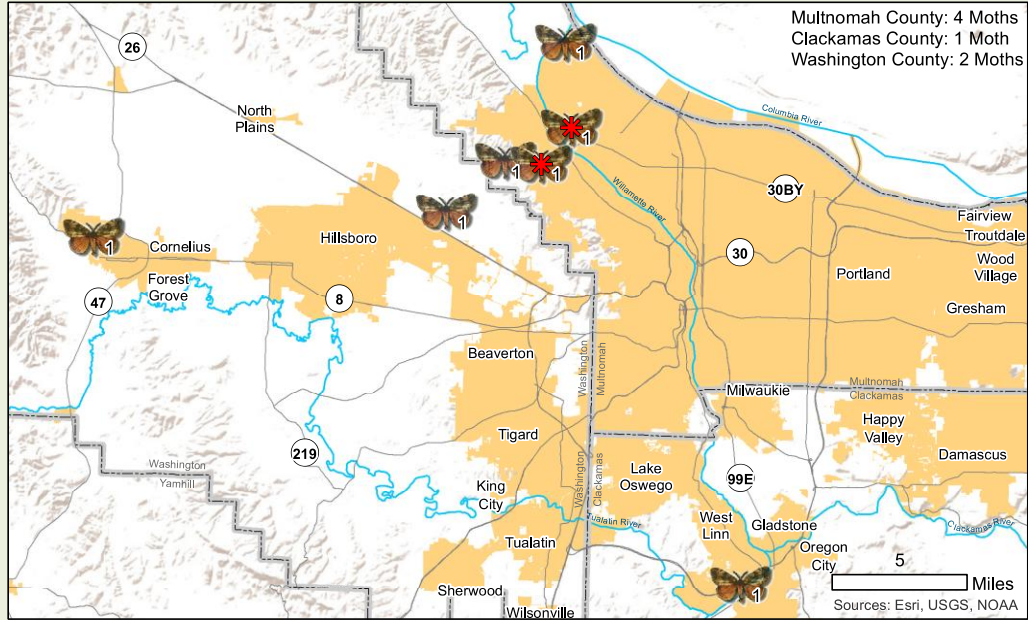 Multnomah County: 4 Moths
Clackamas County: 1 Moth
Washington County: 2 Moths
26
1
North
Plains
Columbia River
1
1
1
30BY
Willamette River
1
Fairview
Troutdale
1
Cornelius
Hillsboro
30
Wood
Village
Forest
Grove
Portland
47
8
Gresham
Beaverton
Washington
Multnomah
Multnomah
Clackamas
Milwaukie
Happy
Valley
Tigard
219
Damascus
Washington
Yamhill
Washington
Clackamas
Lake
Oswego
99E
King
City
Tualatin River
West
Linn
Gladstone
Clackamas River
Tualatin
Oregon
City
5
Miles
1
Sherwood
Wilsonville
Sources: Esri, USGS, NOAA